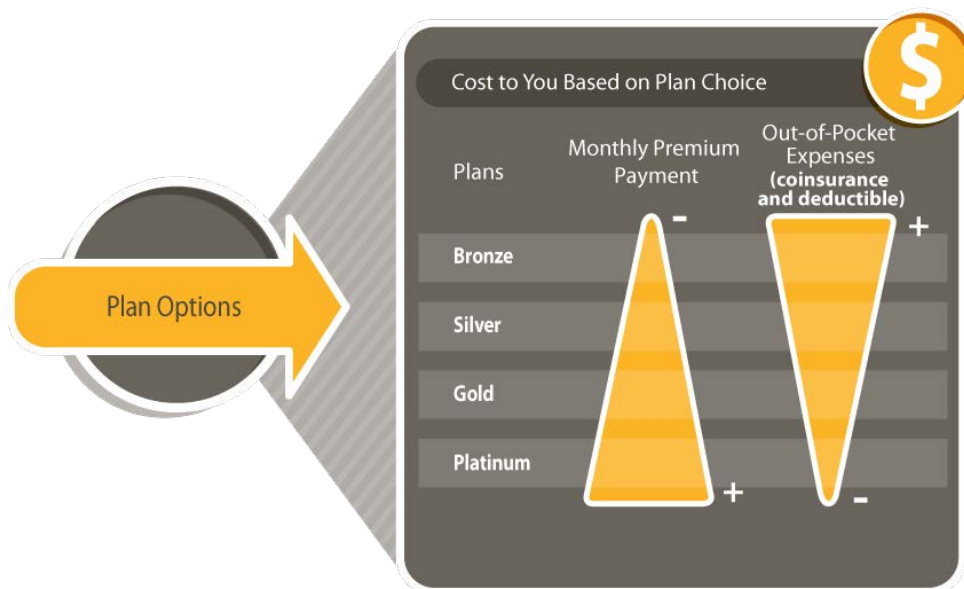 $
Cost to You Based on Plan Choice
Plans
Monthly Premium
Payment
Out-of-Pocket
Expenses
(coinsurance
and deductible)
-
+
Bronze
Silver
Gold
Platinum
+
-
Plan Options